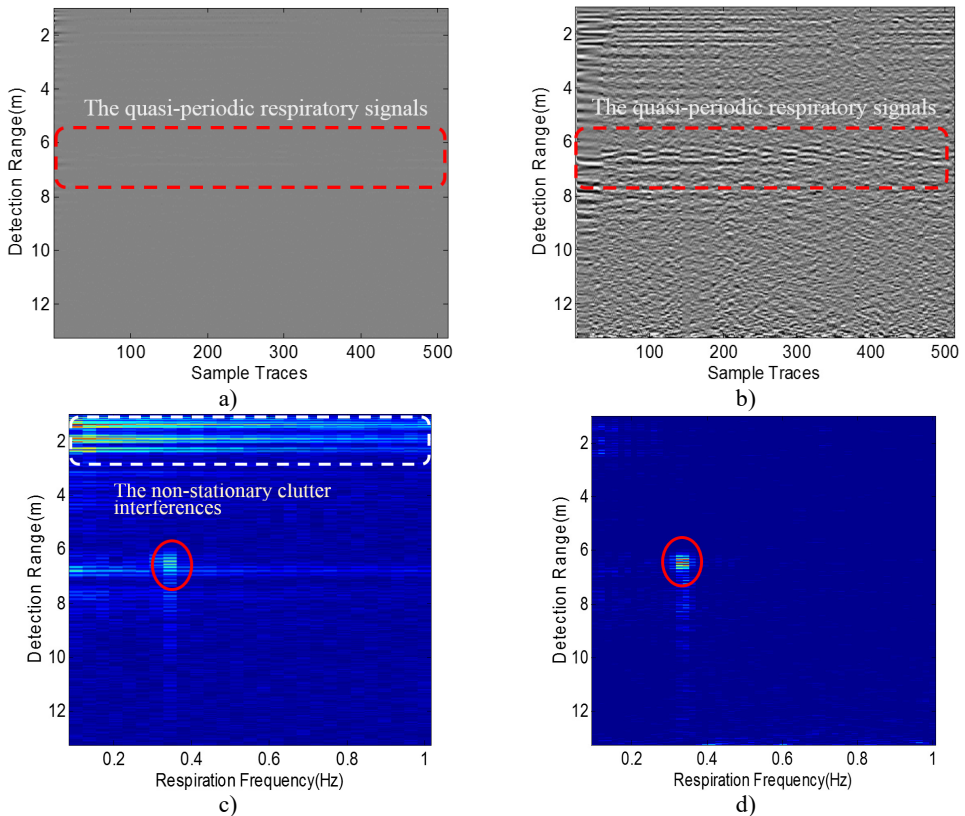 2
4
6
8
10
12
Detection Range(m)
The quasi-periodic respiratory signals
100
200
300
400
500
Sample Traces
a)
2
4
6
8
10
12
Detection Range(m)
The quasi-periodic respiratory signals
100
200
300
400
500
Sample Traces
b)
2
4
6
8
10
12
Detection Range(m)
The non-stationary clutter
interferences
0.2
0.4
0.6
0.8
1
Respiration Frequency(Hz)
c)
2
4
6
8
10
12
Detection Range(m)
0.2
0.4
0.6
0.8
1
Respiration Frequency(Hz)
d)